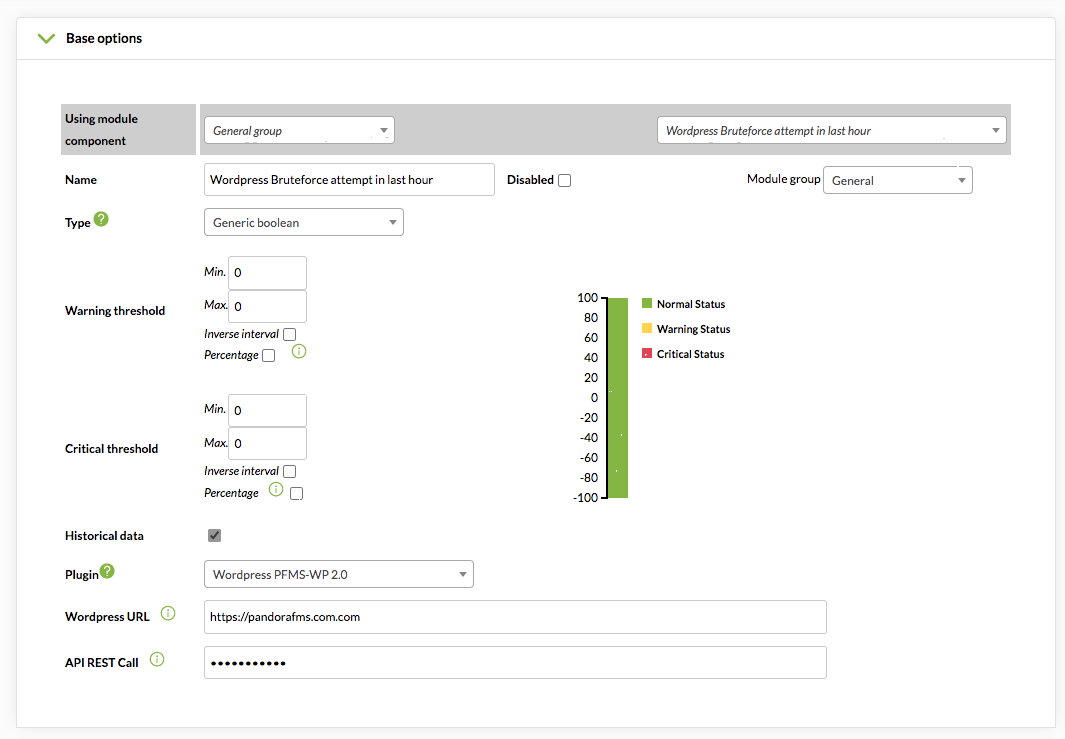 Base options
Using module
component
General group
Wordpress Bruteforce attempt in last hour
Name
Wordpress Bruteforce attempt in last hour
Disabled
Module group
General
Type ?
Generic boolean
Warning threshold
Min. 0
Max. 0
Inverse interval
Percentage i
Critical threshold
Min. 0
Max. 0
Inverse interval
Percentage i
100
80
60
40
20
0
-20
-40
-60
-80
-100
Normal Status
Warning Status
Critical Status
Historical data
Plugin ?
Wordpress PFMS-WP 2.0
Wordpress URL i
https://pandorafms.com.com
API REST Call i
•••••••••••